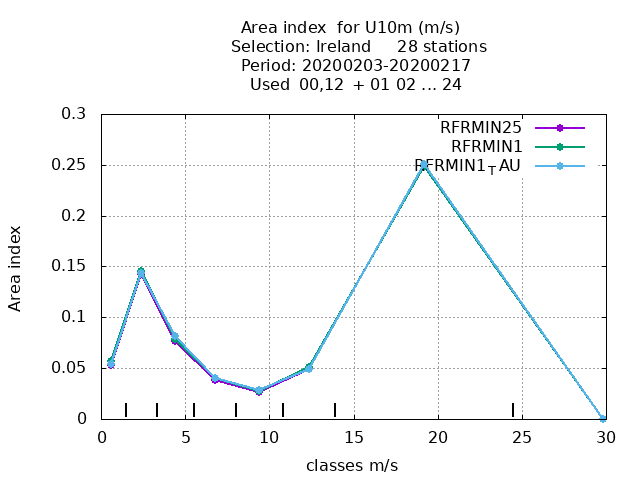 Area index for U10m (m/s)
Selection: Ireland 28 stations
Period: 20200203-20200217
Used 00,12 + 01 02 ... 24
0.3
0.25
0.2
0.15
0.1
0.05
0
Area index
RFRMIN25
RFRMIN1
RFRMIN1TAU
0 5 10 15 20 25 30
classes m/s